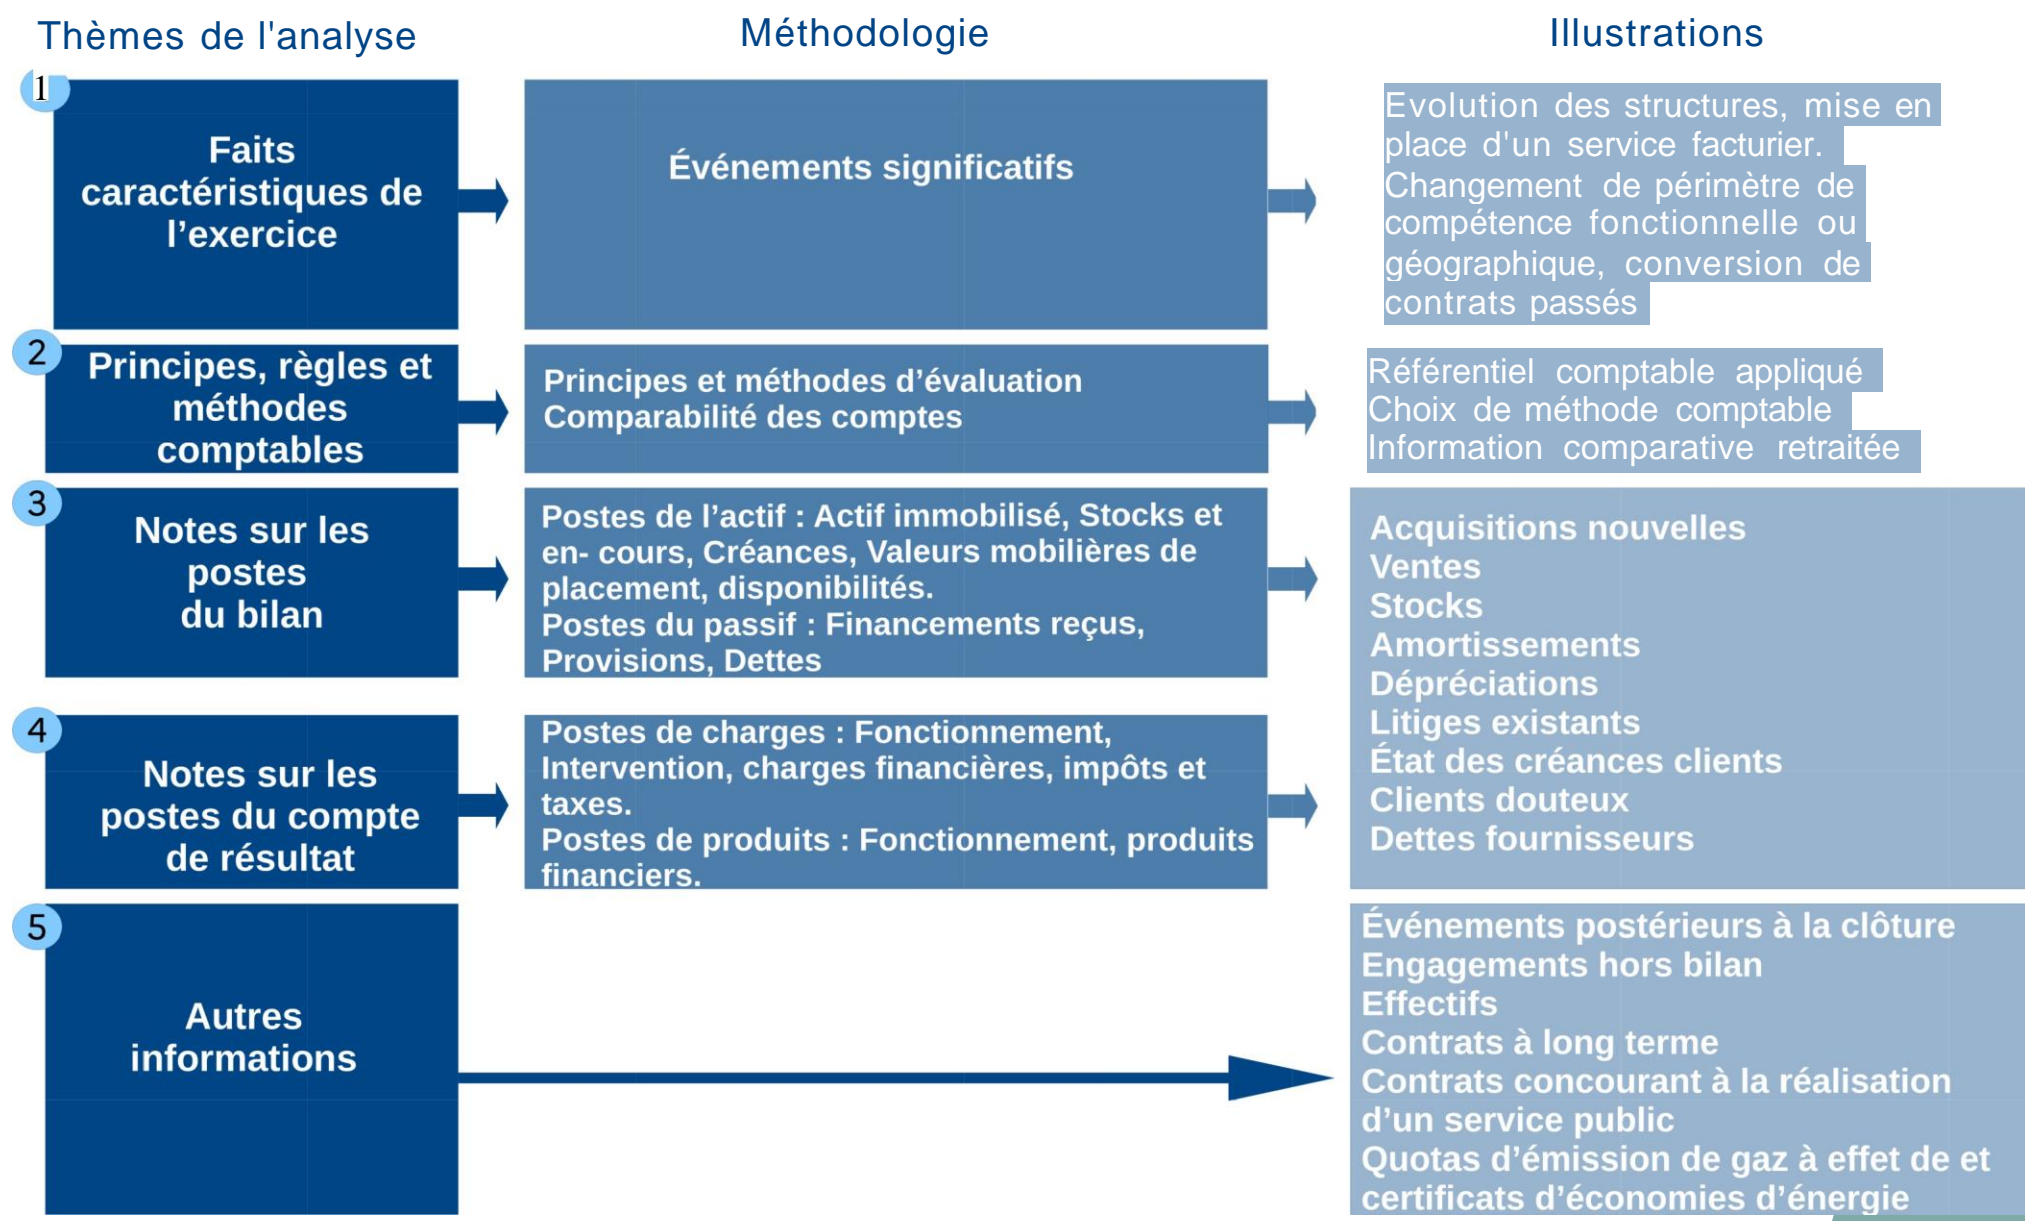 Thèmes de l'analyse
Méthodologie
Illustrations
1
Faits
caractéristiques de
l’exercice
Événements significatifs
Evolution des structures, mise en
place d'un service facturier.
Changement de périmètre de
compétence fonctionnelle ou
géographique, conversion de
contrats passés
2
Principes, règles et
méthodes
comptables
Principes et méthodes d’évaluation
Comparabilité des comptes
Référentiel comptable appliqué
Choix de méthode comptable
Information comparative retraitée
3
Notes sur les
postes
du bilan
Postes de l’actif : Actif immobilisé, Stocks et
en- cours, Créances, Valeurs mobilières de
placement, disponibilités.
Postes du passif : Financements reçus,
Provisions, Dettes
4
Notes sur les
postes du compte
de résultat
Postes de charges : Fonctionnement,
Intervention, charges financières, impôts et
taxes.
Postes de produits : Fonctionnement, produits
financiers.
Acquisitions nouvelles
Ventes
Stocks
Amortissements
Dépréciations
Litiges existants
État des créances clients
Clients douteux
Dettes fournisseurs
5
Autres
informations
Événements postérieurs à la clôture
Engagements hors bilan
Effectifs
Contrats à long terme
Contrats concourant à la réalisation
d’un service public
Quotas d’émission de gaz à effet de et
certificats d’économies d’énergie